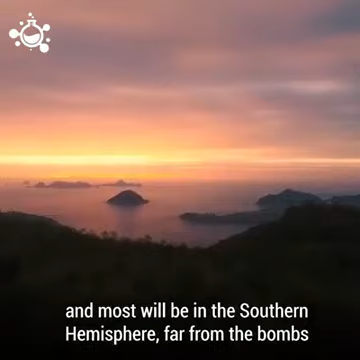 and most will be in the Southern
Hemisphere, far from the bombs